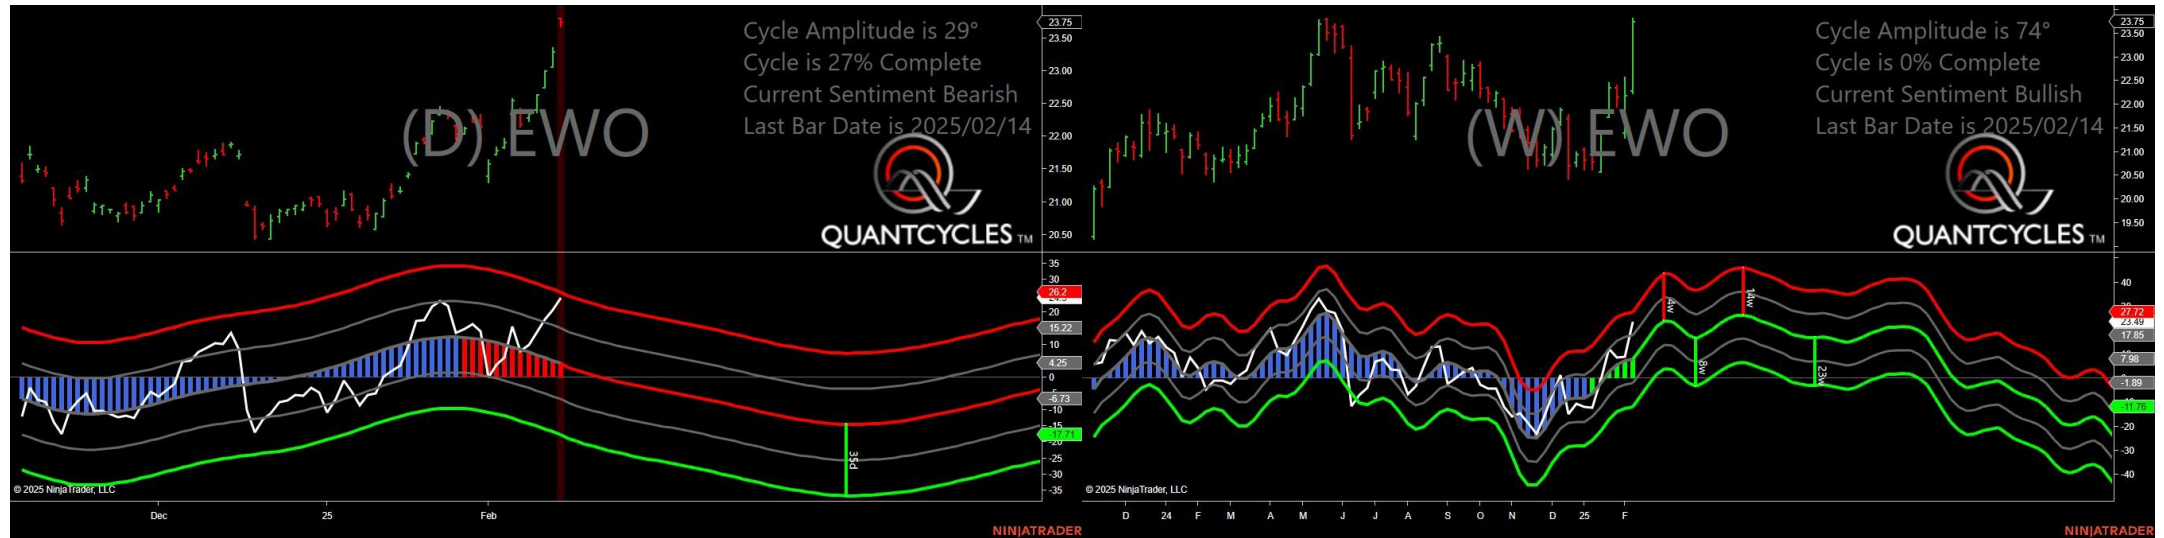 Cycle Amplitude is 29°
Cycle is 27% Complete
Current Sentiment Bearish
Last Bar Date is 2025/02/14
(D) EWO
QUANTCYCLES TM
23.75
23.50
23.00
22.50
22.00
21.50
21.00
20.50
35
30
26.2
20
15.22
10
4.25
0
-6.73
-10
-15
-17.71
-20
-25
-30
-35
35d
© 2025 NinjaTrader, LLC
Dec
25
Feb
NINJATRADER
Cycle Amplitude is 74°
Cycle is 0% Complete
Current Sentiment Bullish
Last Bar Date is 2025/02/14
(W) EWO
QUANTCYCLES TM
23.75
23.50
23.00
22.50
22.00
21.50
21.00
20.50
20.00
19.50
40
27.72
23.49
17.85
7.98
-1.89
-11.76
-20
-30
-40
4w
14w
8w
23w
© 2025 NinjaTrader, LLC
D 24 F M A M J J A S O N D 25 F
NINJATRADER